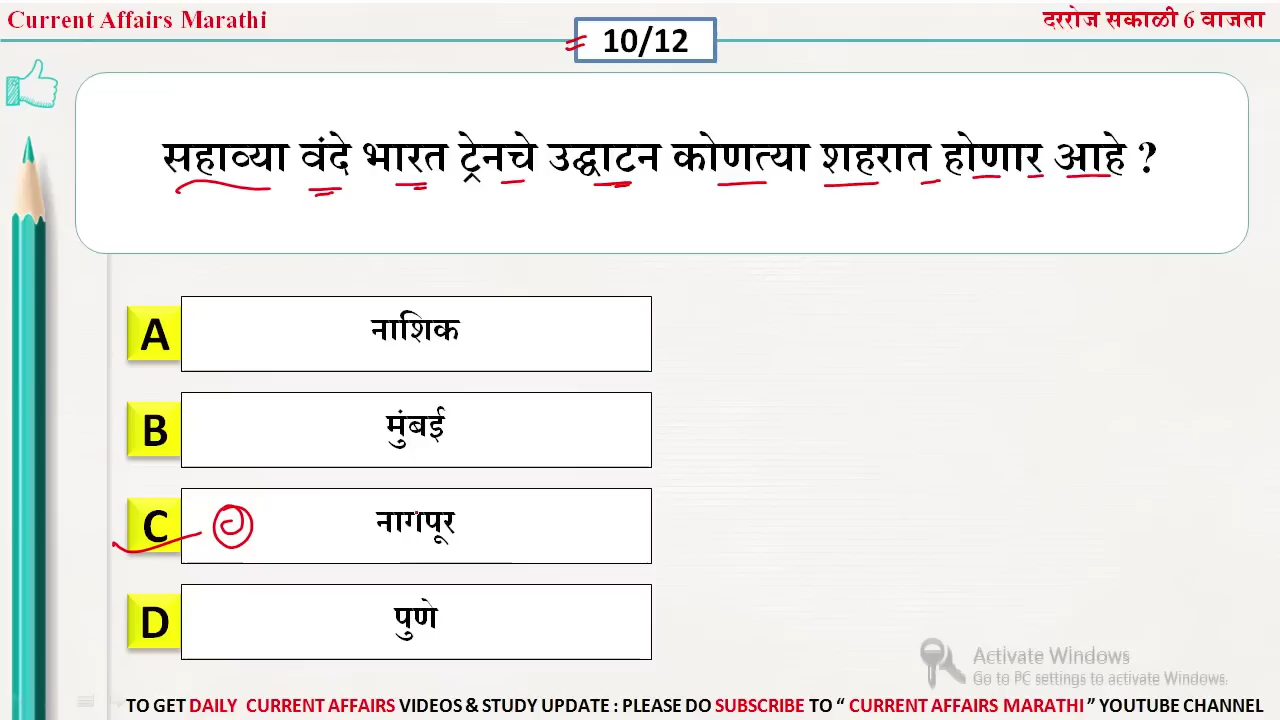 Current Affairs Marathi
दररोज सकाळी 6 वाजता
10/12
सहाव्या वंदे भारत ट्रेनचे उद्घाटन कोणत्या शहरात होणार आहे ?
A
नाशिक
B
मुंबई
C
नागपूर
D
पुणे
Activate Windows
Go to PC settings to activate Windows.
TO GET DAILY CURRENT AFFAIRS VIDEOS & STUDY UPDATE : PLEASE DO SUBSCRIBE TO “ CURRENT AFFAIRS MARATHI ” YOUTUBE CHANNEL